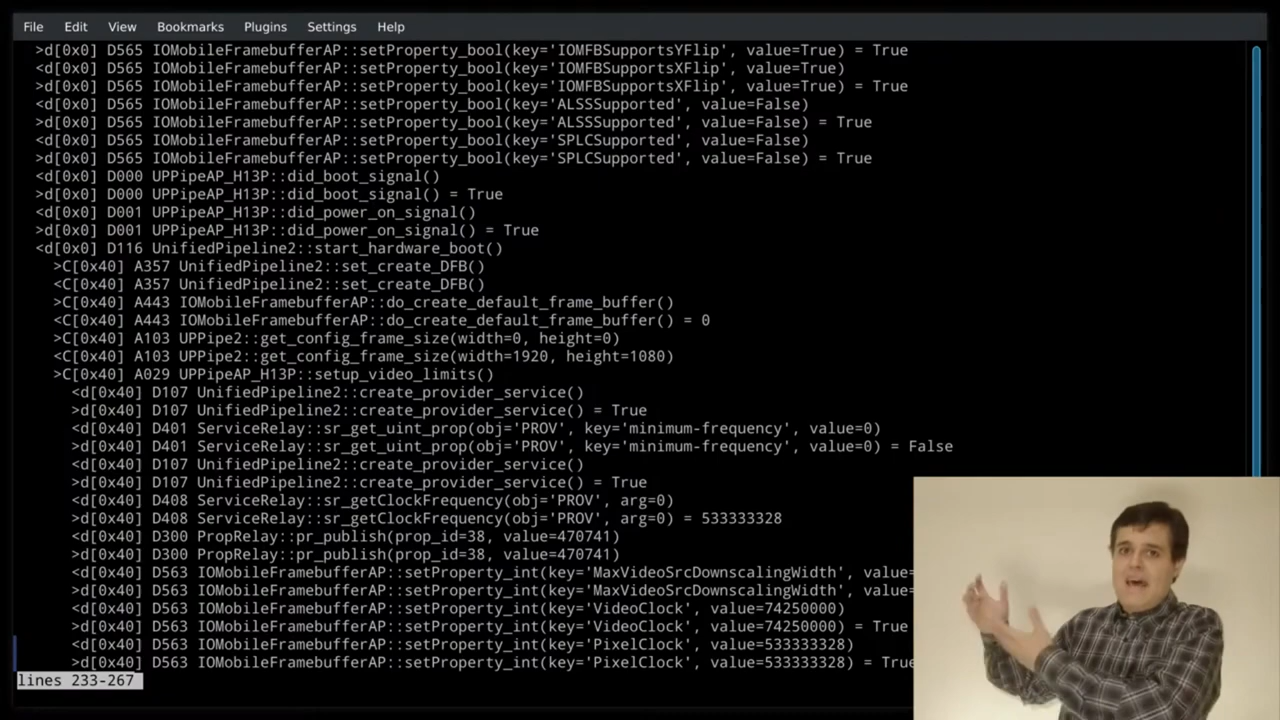 File Edit View Bookmarks Plugins Settings Help
>d[0x0] D565 IOMobileFramebufferAP::setProperty_bool(key='IOMFBSupportsYFlip', value=True) = True
<d[0x0] D565 IOMobileFramebufferAP::setProperty_bool(key='IOMFBSupportsXFlip', value=True)
>d[0x0] D565 IOMobileFramebufferAP::setProperty_bool(key='IOMFBSupportsXFlip', value=True) = True
<d[0x0] D565 IOMobileFramebufferAP::setProperty_bool(key='ALSSSupported', value=False)
>d[0x0] D565 IOMobileFramebufferAP::setProperty_bool(key='ALSSSupported', value=False) = True
<d[0x0] D565 IOMobileFramebufferAP::setProperty_bool(key='SPLCSupported', value=False)
>d[0x0] D565 IOMobileFramebufferAP::setProperty_bool(key='SPLCSupported', value=False) = True
<d[0x0] D000 UPPipeAP_H13P::did_boot_signal()
>d[0x0] D000 UPPipeAP_H13P::did_boot_signal() = True
<d[0x0] D001 UPPipeAP_H13P::did_power_on_signal()
>d[0x0] D001 UPPipeAP_H13P::did_power_on_signal() = True
<d[0x0] D116 UnifiedPipeline2::start_hardware_boot()
>C[0x40] A357 UnifiedPipeline2::set_create_DFB()
<C[0x40] A357 UnifiedPipeline2::set_create_DFB()
>C[0x40] A443 IOMobileFramebufferAP::do_create_default_frame_buffer()
<C[0x40] A443 IOMobileFramebufferAP::do_create_default_frame_buffer() = 0
>C[0x40] A103 UPPipe2::get_config_frame_size(width=0, height=0)
<C[0x40] A103 UPPipe2::get_config_frame_size(width=1920, height=1080)
>C[0x40] A029 UPPipeAP_H13P::setup_video_limits()
<d[0x40] D107 UnifiedPipeline2::create_provider_service()
>d[0x40] D107 UnifiedPipeline2::create_provider_service() = True
<d[0x40] D401 ServiceRelay::sr_get_uint_prop(obj='PROV', key='minimum-frequency', value=0)
>d[0x40] D401 ServiceRelay::sr_get_uint_prop(obj='PROV', key='minimum-frequency', value=0) = False
<d[0x40] D107 UnifiedPipeline2::create_provider_service()
>d[0x40] D107 UnifiedPipeline2::create_provider_service() = True
<d[0x40] D408 ServiceRelay::sr_getClockFrequency(obj='PROV', arg=0)
>d[0x40] D408 ServiceRelay::sr_getClockFrequency(obj='PROV', arg=0) = 533333328
<d[0x40] D300 PropRelay::pr_publish(prop_id=38, value=470741)
>d[0x40] D300 PropRelay::pr_publish(prop_id=38, value=470741)
<d[0x40] D563 IOMobileFramebufferAP::setProperty_int(key='MaxVideoSrcDownscalingWidth', value=
>d[0x40] D563 IOMobileFramebufferAP::setProperty_int(key='MaxVideoSrcDownscalingWidth', value=
<d[0x40] D563 IOMobileFramebufferAP::setProperty_int(key='VideoClock', value=74250000)
>d[0x40] D563 IOMobileFramebufferAP::setProperty_int(key='VideoClock', value=74250000) = True
<d[0x40] D563 IOMobileFramebufferAP::setProperty_int(key='PixelClock', value=533333328)
>d[0x40] D563 IOMobileFramebufferAP::setProperty_int(key='PixelClock', value=533333328) = True
lines 233-267